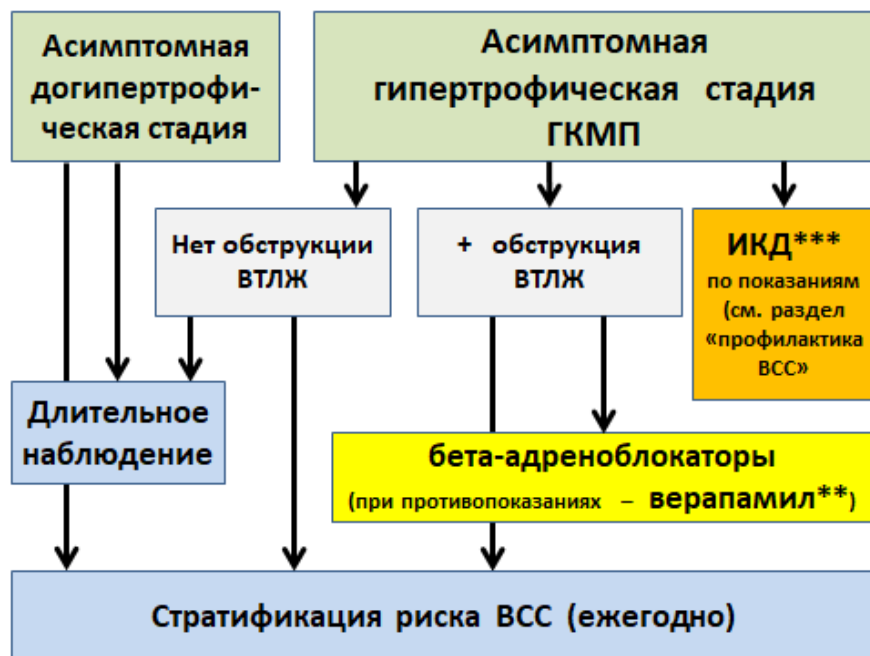 Асимптомная
догипертрофи-
ческая стадия
Асимптомная
гипертрофическая стадия
ГКМП
Нет обструкции
ВТЛЖ
+ обструкция
ВТЛЖ
ИКД***
по показаниям
(см. раздел
«профилактика
ВСС»
Длительное
наблюдение
бета-адреноблокаторы
(при противопоказаниях – верапамил**)
Стратификация риска ВСС (ежегодно)